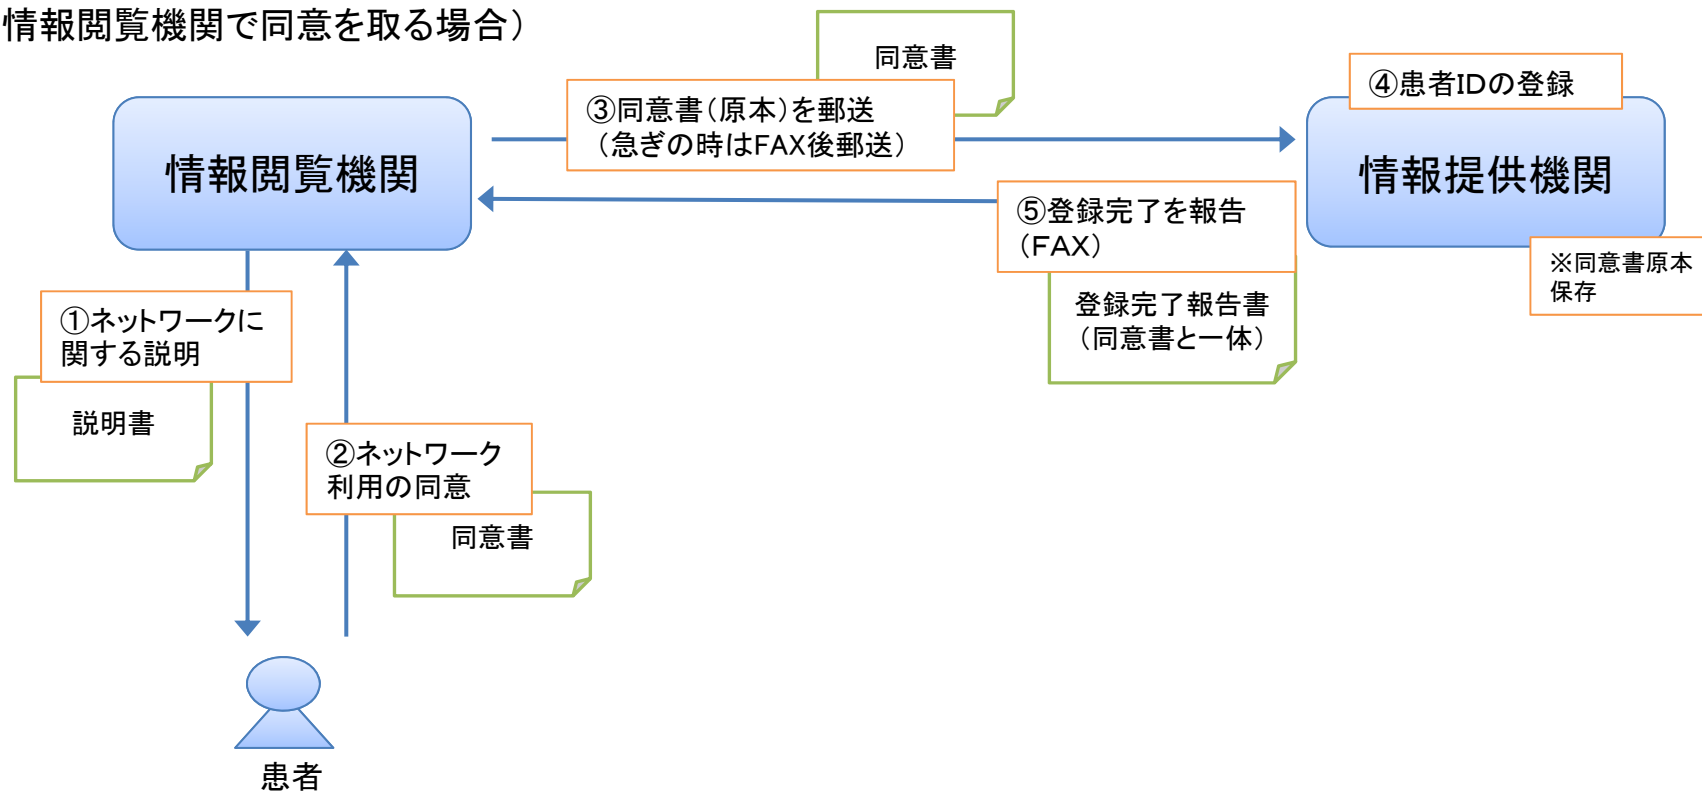 情報閲覧機関で同意を取る場合）
同意書
③同意書（原本）を郵送
（急ぎの時はFAX後郵送）
④患者IDの登録
情報閲覧機関
情報提供機関
⑤登録完了を報告
（FAX）
※同意書原本
保存
登録完了報告書
（同意書と一体）
①ネットワークに
関する説明
説明書
②ネットワーク
利用の同意
同意書
患者